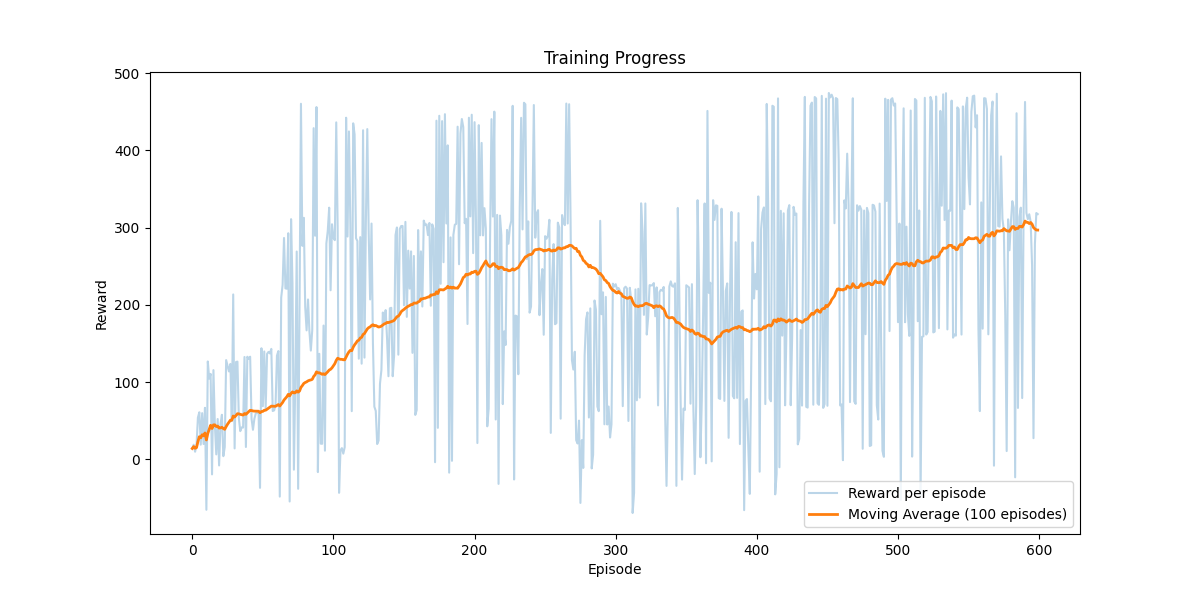 Training Progress
500
400
300
200
100
0
Reward
0 100 200 300 400 500 600
Episode
Reward per episode
Moving Average (100 episodes)